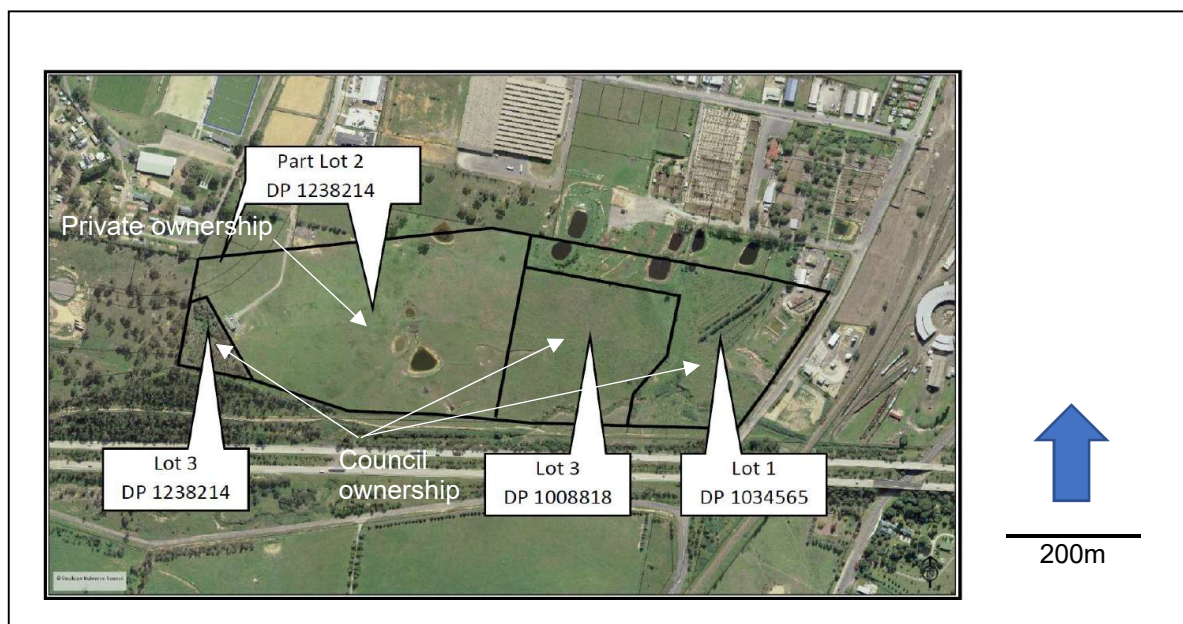 Part Lot 2
DP 1238214
Private ownership
Lot 3
DP 1238214
Council
ownership
Lot 3
DP 1008818
Lot 1
DP 1034565
200m